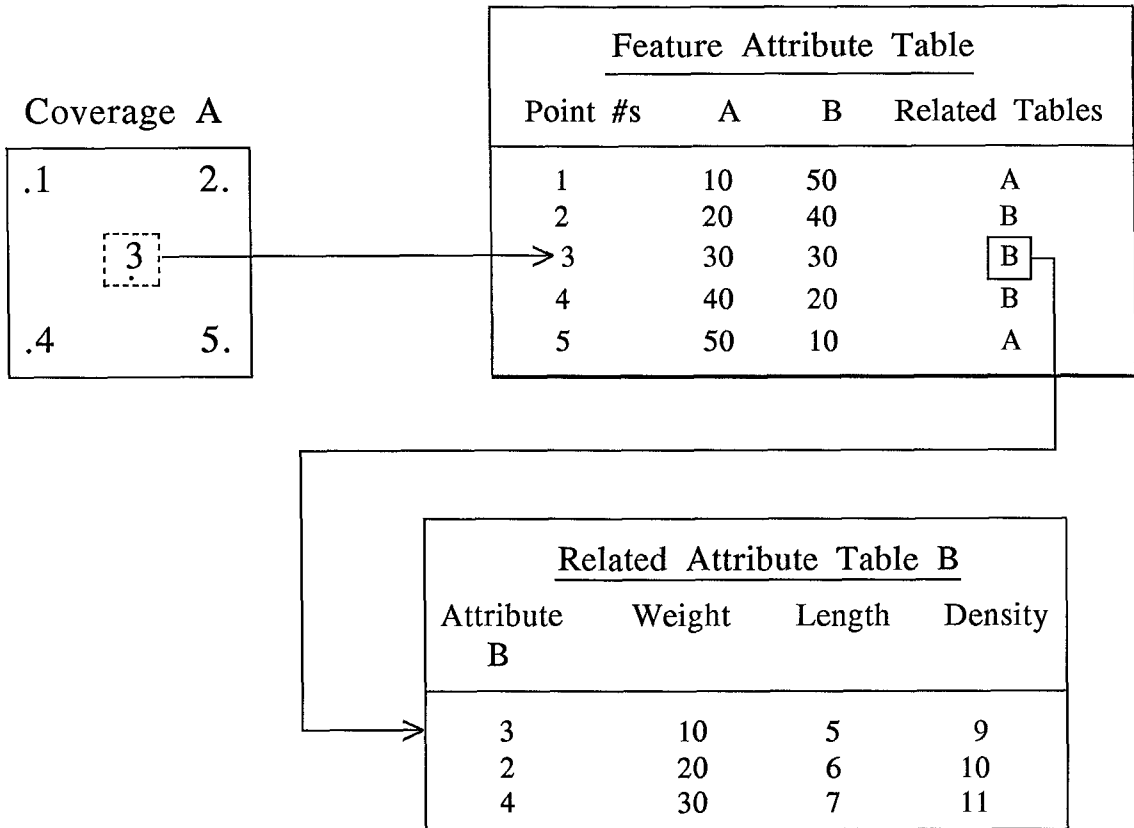 Feature Attribute Table
Coverage A
Point #s A B Related Tables
.1 2.
3
.4 5.
1 10 50 A
2 20 40 B
3 30 30 B
4 40 20 B
5 50 10 A
Related Attribute Table B
Attribute B Weight Length Density
3 10 5 9
2 20 6 10
4 30 7 11